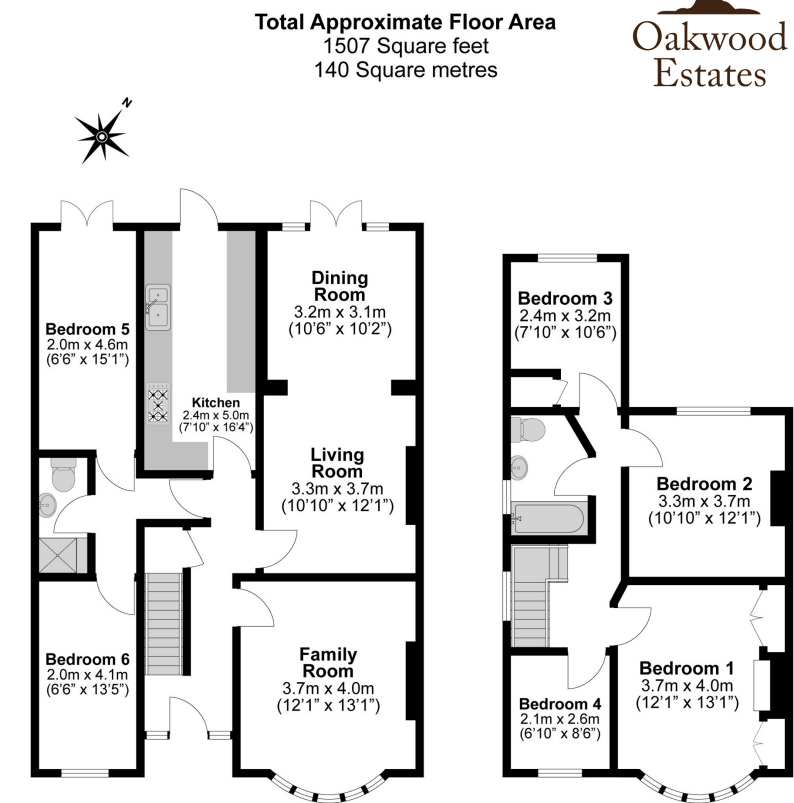 Total Approximate Floor Area
1507 Square feet
140 Square metres
Oakwood
Estates
N
Dining
Room
3.2m x 3.1m
(10'6" x 10'2")
Bedroom 5
2.0m x 4.6m
(6'6" x 15'1")
Kitchen
2.4m x 5.0m
(7'10" x 16'4")
Living
Room
3.3m x 3.7m
(10'10" x 12'1")
Bedroom 6
2.0m x 4.1m
(6'6" x 13'5")
Family
Room
3.7m x 4.0m
(12'1" x 13'1")
Bedroom 3
2.4m x 3.2m
(7'10" x 10'6")
Bedroom 2
3.3m x 3.7m
(10'10" x 12'1")
Bedroom 1
3.7m x 4.0m
(12'1" x 13'1")
Bedroom 4
2.1m x 2.6m
(6'10" x 8'6")